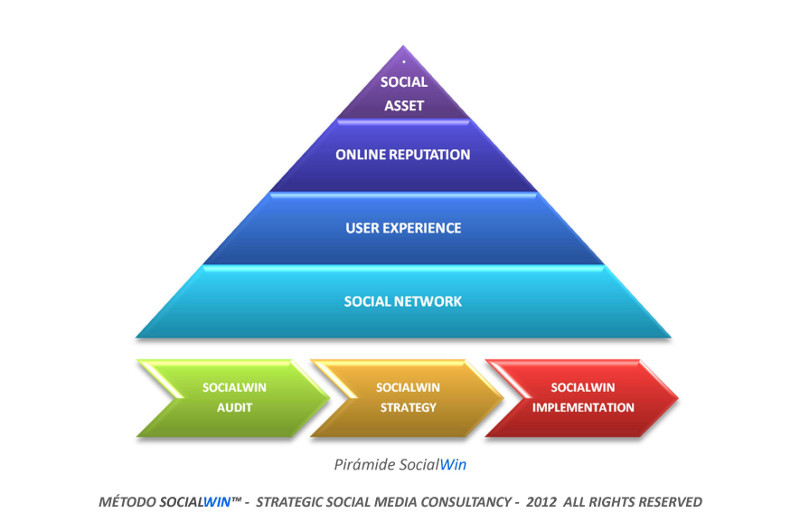 SOCIAL
ASSET
ONLINE REPUTATION
USER EXPERIENCE
SOCIAL NETWORK
SOCIALWIN
AUDIT
SOCIALWIN
STRATEGY
SOCIALWIN
IMPLEMENTATION
Pirámide SocialWin
MÉTODO SOCIALWIN™ - STRATEGIC SOCIAL MEDIA CONSULTANCY - 2012 ALL RIGHTS RESERVED